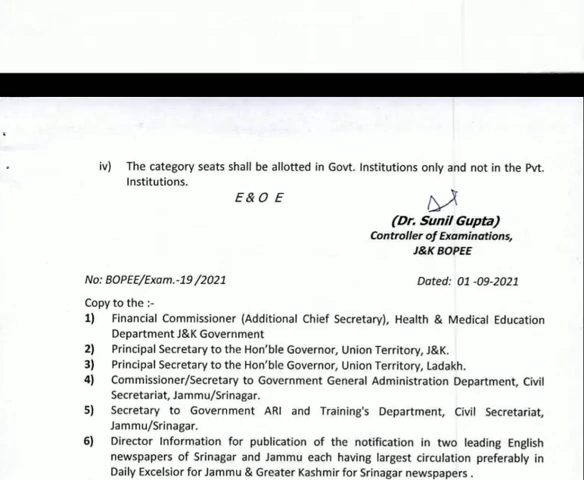 iv) The category seats shall be allotted in Govt. Institutions only and not in the Pvt.
Institutions.
E & O E
(Dr. Sunil Gupta)
Controller of Examinations,
J&K BOPEE
No: BOPEE/Exam.-19 /2021 Dated: 01 -09-2021
Copy to the :-
1) Financial Commissioner (Additional Chief Secretary), Health & Medical Education
Department J&K Government
2) Principal Secretary to the Hon'ble Governor, Union Territory, J&K.
3) Principal Secretary to the Hon'ble Governor, Union Territory, Ladakh.
4) Commissioner/Secretary to Government General Administration Department, Civil
Secretariat, Jammu/Srinagar.
5) Secretary to Government ARI and Training's Department, Civil Secretariat,
Jammu/Srinagar.
6) Director Information for publication of the notification in two leading English
newspapers of Srinagar and Jammu each having largest circulation preferably in
Daily Excelsior for Jammu & Greater Kashmir for Srinagar newspapers .